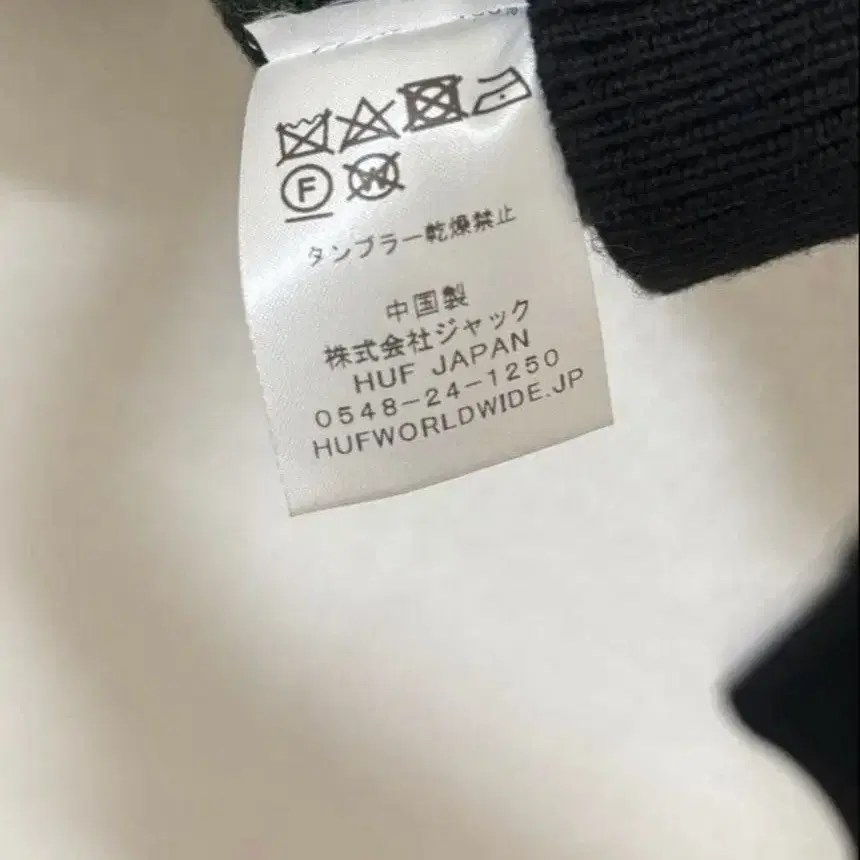 100%
F W
タンブラー乾燥禁止
中国製
株式会社ジャック
HUF JAPAN
0548-24-1250
HUFWORLDWIDE.JP